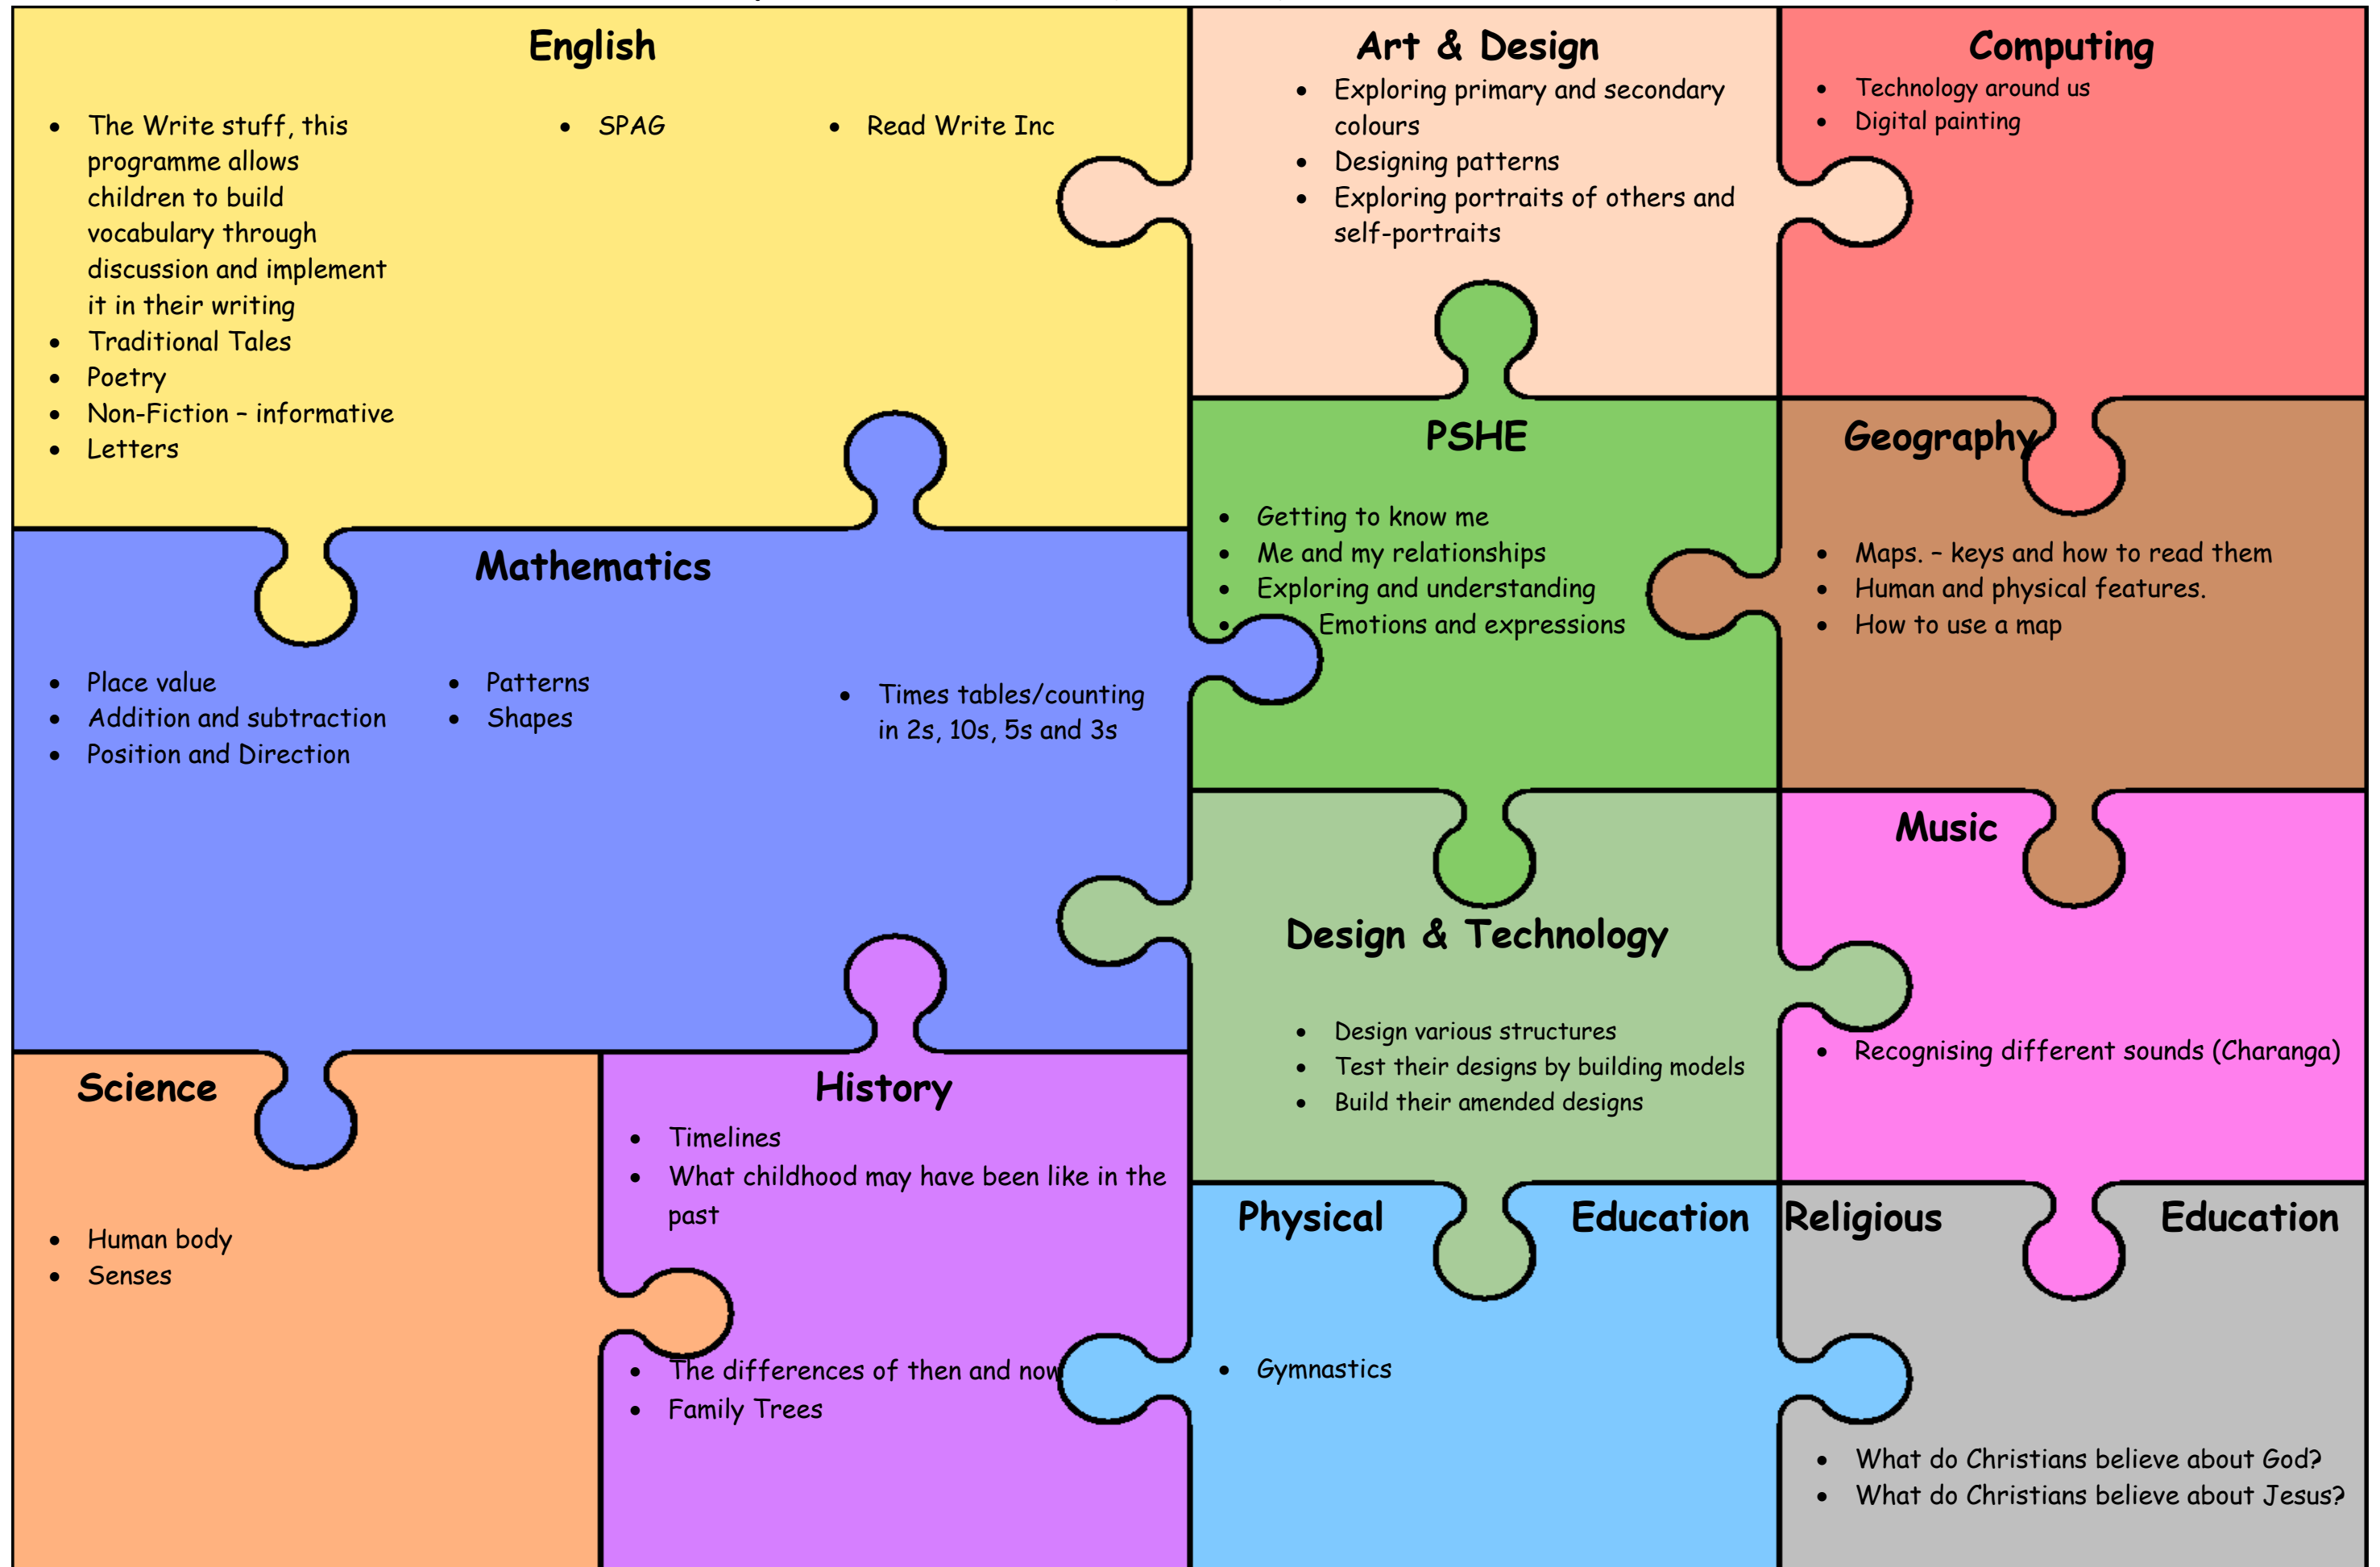 English
• The Write stuff, this
programme allows
children to build
vocabulary through
discussion and implement
it in their writing
• Traditional Tales
• Poetry
• Non-Fiction – informative
• Letters
• SPAG
• Read Write Inc
Art & Design
• Exploring primary and secondary
colours
• Designing patterns
• Exploring portraits of others and
self-portraits
Computing
• Technology around us
• Digital painting
Mathematics
• Place value
• Addition and subtraction
• Position and Direction
• Patterns
• Shapes
• Times tables/counting
in 2s, 10s, 5s and 3s
PSHE
• Getting to know me
• Me and my relationships
• Exploring and understanding
• Emotions and expressions
Geography
• Maps. – keys and how to read them
• Human and physical features.
• How to use a map
Design & Technology
• Design various structures
• Test their designs by building models
• Build their amended designs
Music
• Recognising different sounds (Charanga)
Science
• Human body
• Senses
History
• Timelines
• What childhood may have been like in the
past
• The differences of then and now
• Family Trees
Physical Education
• Gymnastics
Religious Education
• What do Christians believe about God?
• What do Christians believe about Jesus?